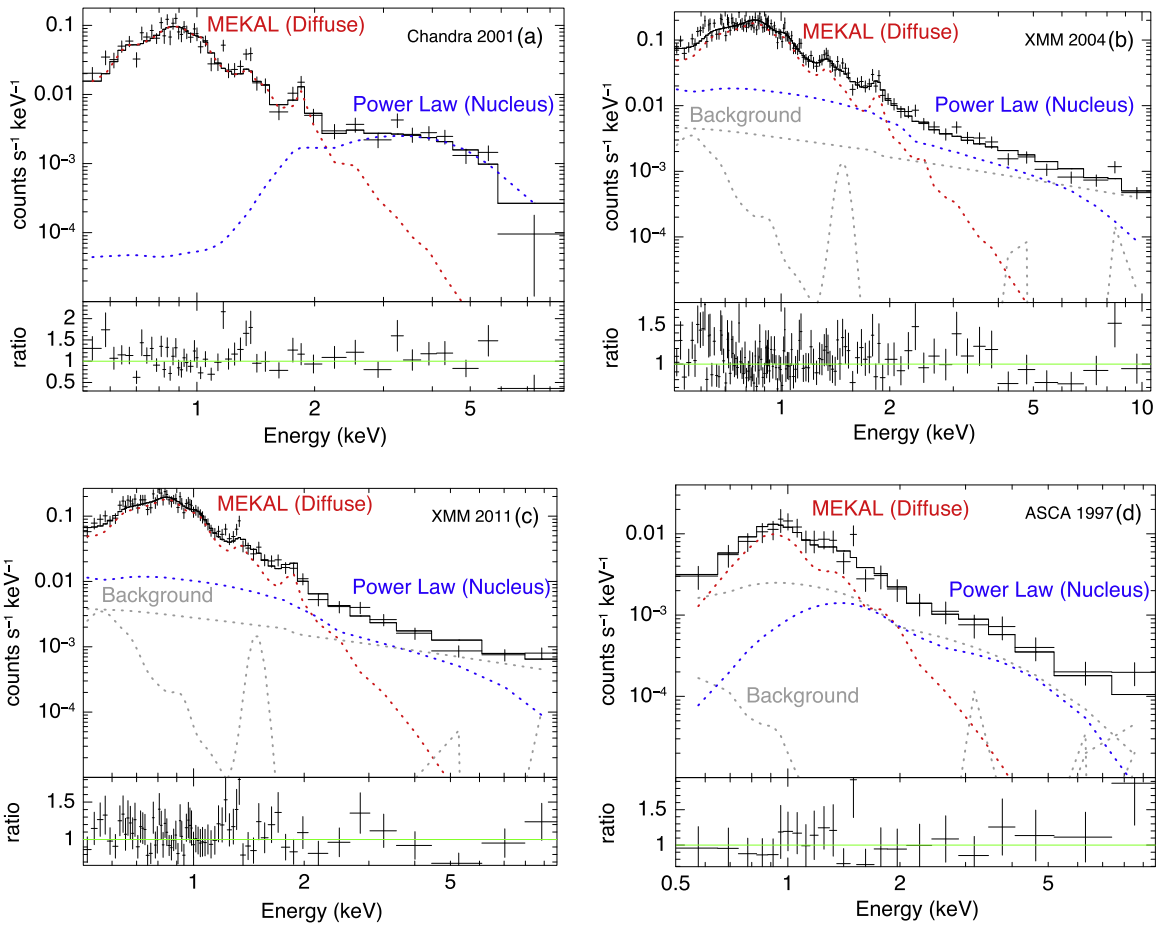 MEKAL (Diffuse)
Chandra 2001 (a)
Power Law (Nucleus)
counts s⁻¹ keV⁻¹
0.1
0.01
10⁻³
10⁻⁴
ratio
2
1.5
1
0.5
1 2 5
Energy (keV)
MEKAL (Diffuse)
XMM 2004 (b)
Power Law (Nucleus)
Background
counts s⁻¹ keV⁻¹
0.1
0.01
10⁻³
10⁻⁴
ratio
1.5
1
1 2 5 10
Energy (keV)
MEKAL (Diffuse)
XMM 2011 (c)
Power Law (Nucleus)
Background
counts s⁻¹ keV⁻¹
0.1
0.01
10⁻³
10⁻⁴
ratio
1.5
1
1 2 5
Energy (keV)
MEKAL (Diffuse)
ASCA 1997 (d)
Power Law (Nucleus)
Background
counts s⁻¹ keV⁻¹
0.01
10⁻³
10⁻⁴
ratio
1.5
1
0.5 1 2 5
Energy (keV)